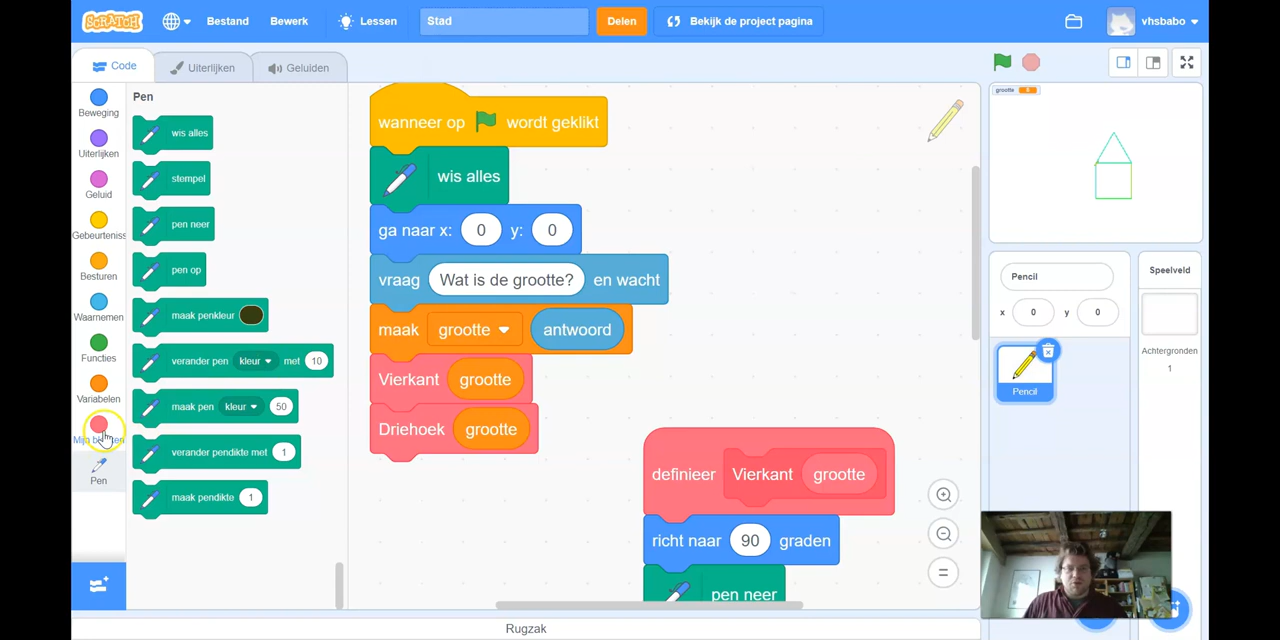 SCRATCH Bestand Bewerk Lessen Stad Delen Bekijk de project pagina vhsbabo
Code Uiterlijken Geluiden
Beweging
Uiterlijken
Geluid
Gebeurteniss
Besturen
Waarnemen
Functies
Variabelen
Pen
Pen
wis alles
stempel
pen neer
pen op
maak penkleur
verander pen kleur met 10
maak pen kleur 50
verander pendikte met 1
maak pendikte 1
wanneer op wordt geklikt
wis alles
ga naar x: 0 y: 0
vraag Wat is de grootte? en wacht
maak grootte antwoord
Vierkant grootte
Driehoek grootte
definieer Vierkant grootte
richt naar 90 graden
pen neer
grootte
Pencil
x 0 y 0
Pencil
Speelveld
Achtergronden
1
Rugzak